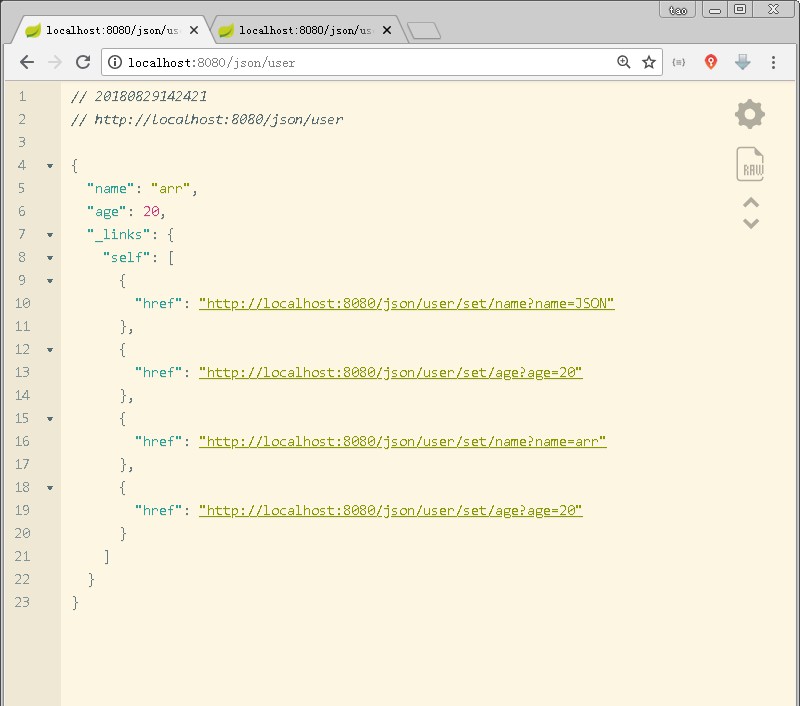 tao
localhost:8080/json/us
localhost:8080/json/us
localhost:8080/json/user
1 // 20180829142421
2 // http://localhost:8080/json/user
3
4 {
5 "name": "arr",
6 "age": 20,
7 "_links": {
8 "self": [
9 {
10 "href": "http://localhost:8080/json/user/set/name?name=JSON"
11 },
12 {
13 "href": "http://localhost:8080/json/user/set/age?age=20"
14 },
15 {
16 "href": "http://localhost:8080/json/user/set/name?name=arr"
17 },
18 {
19 "href": "http://localhost:8080/json/user/set/age?age=20"
20 }
21 ]
22 }
23 }
RAW